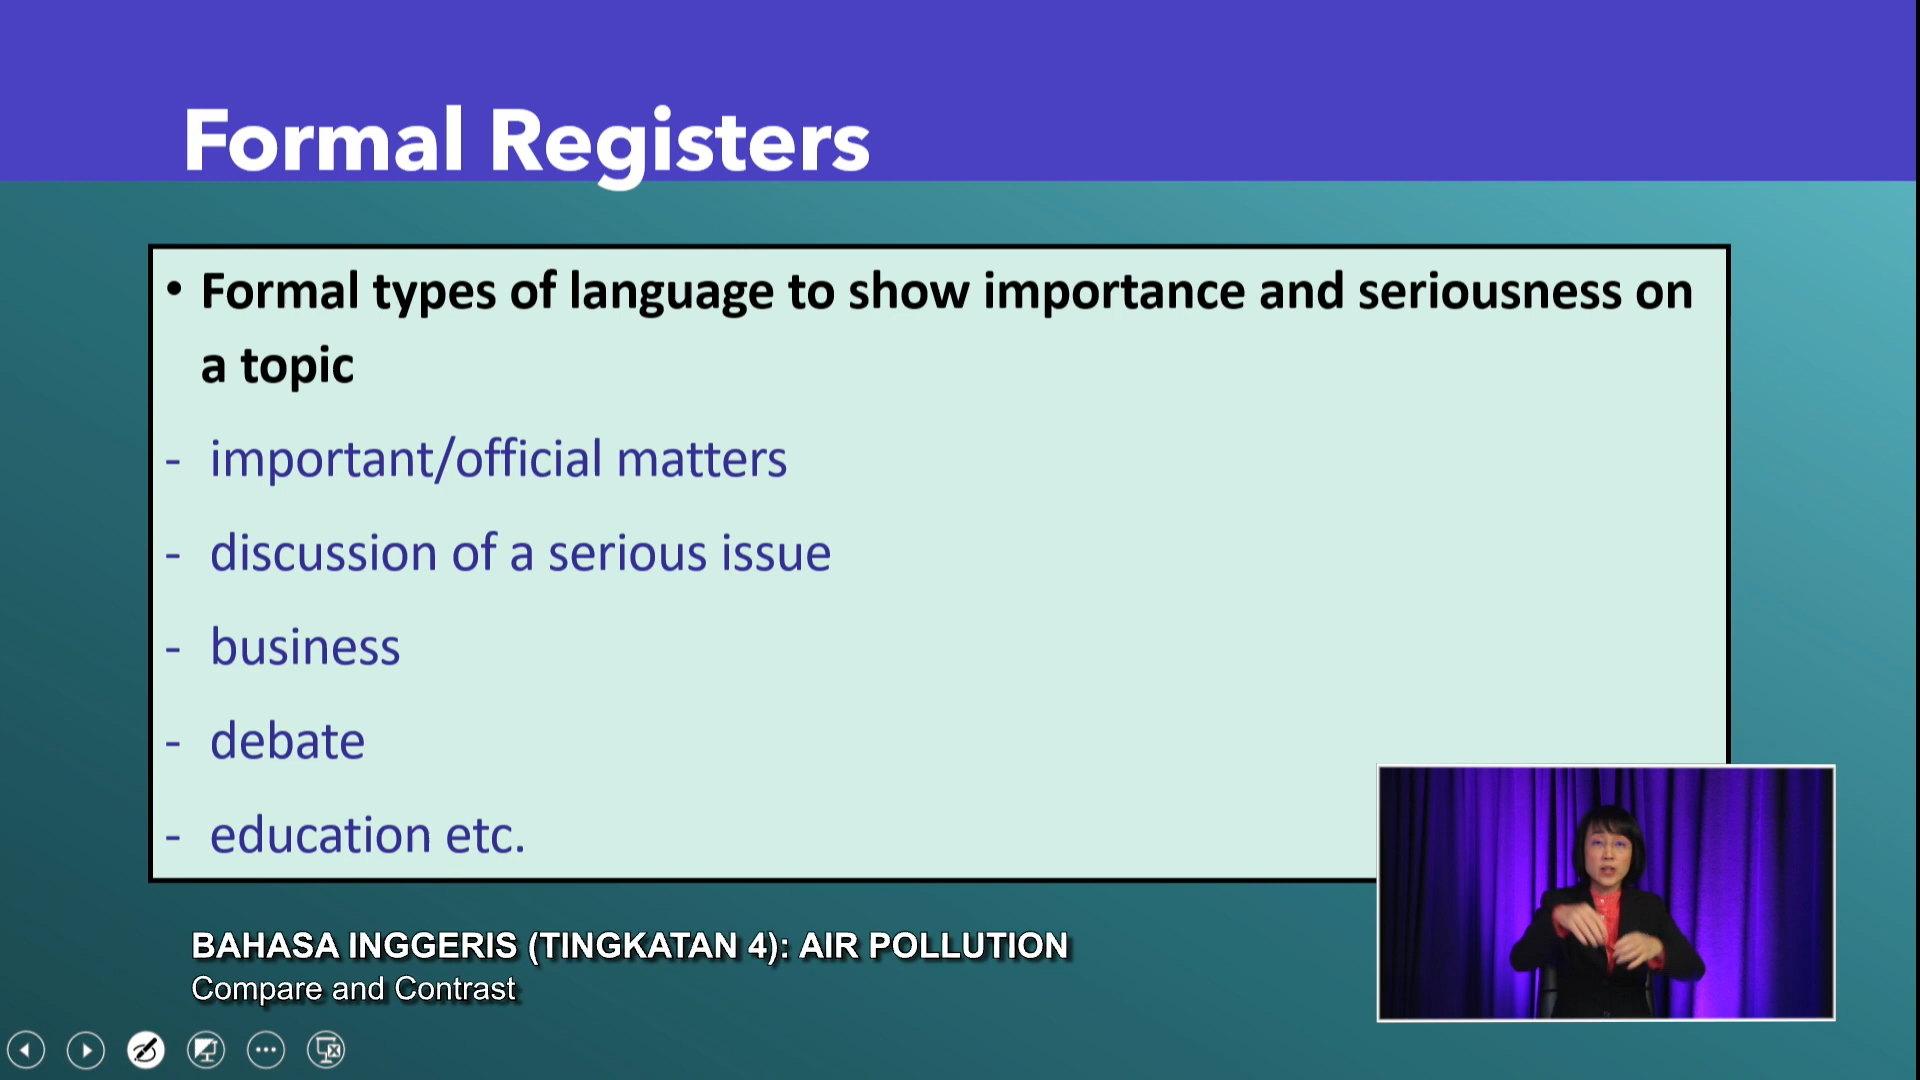 Formal Registers
• Formal types of language to show importance and seriousness on
a topic
- important/official matters
- discussion of a serious issue
- business
- debate
- education etc.
BAHASA INGGERIS (TINGKATAN 4): AIR POLLUTION
Compare and Contrast